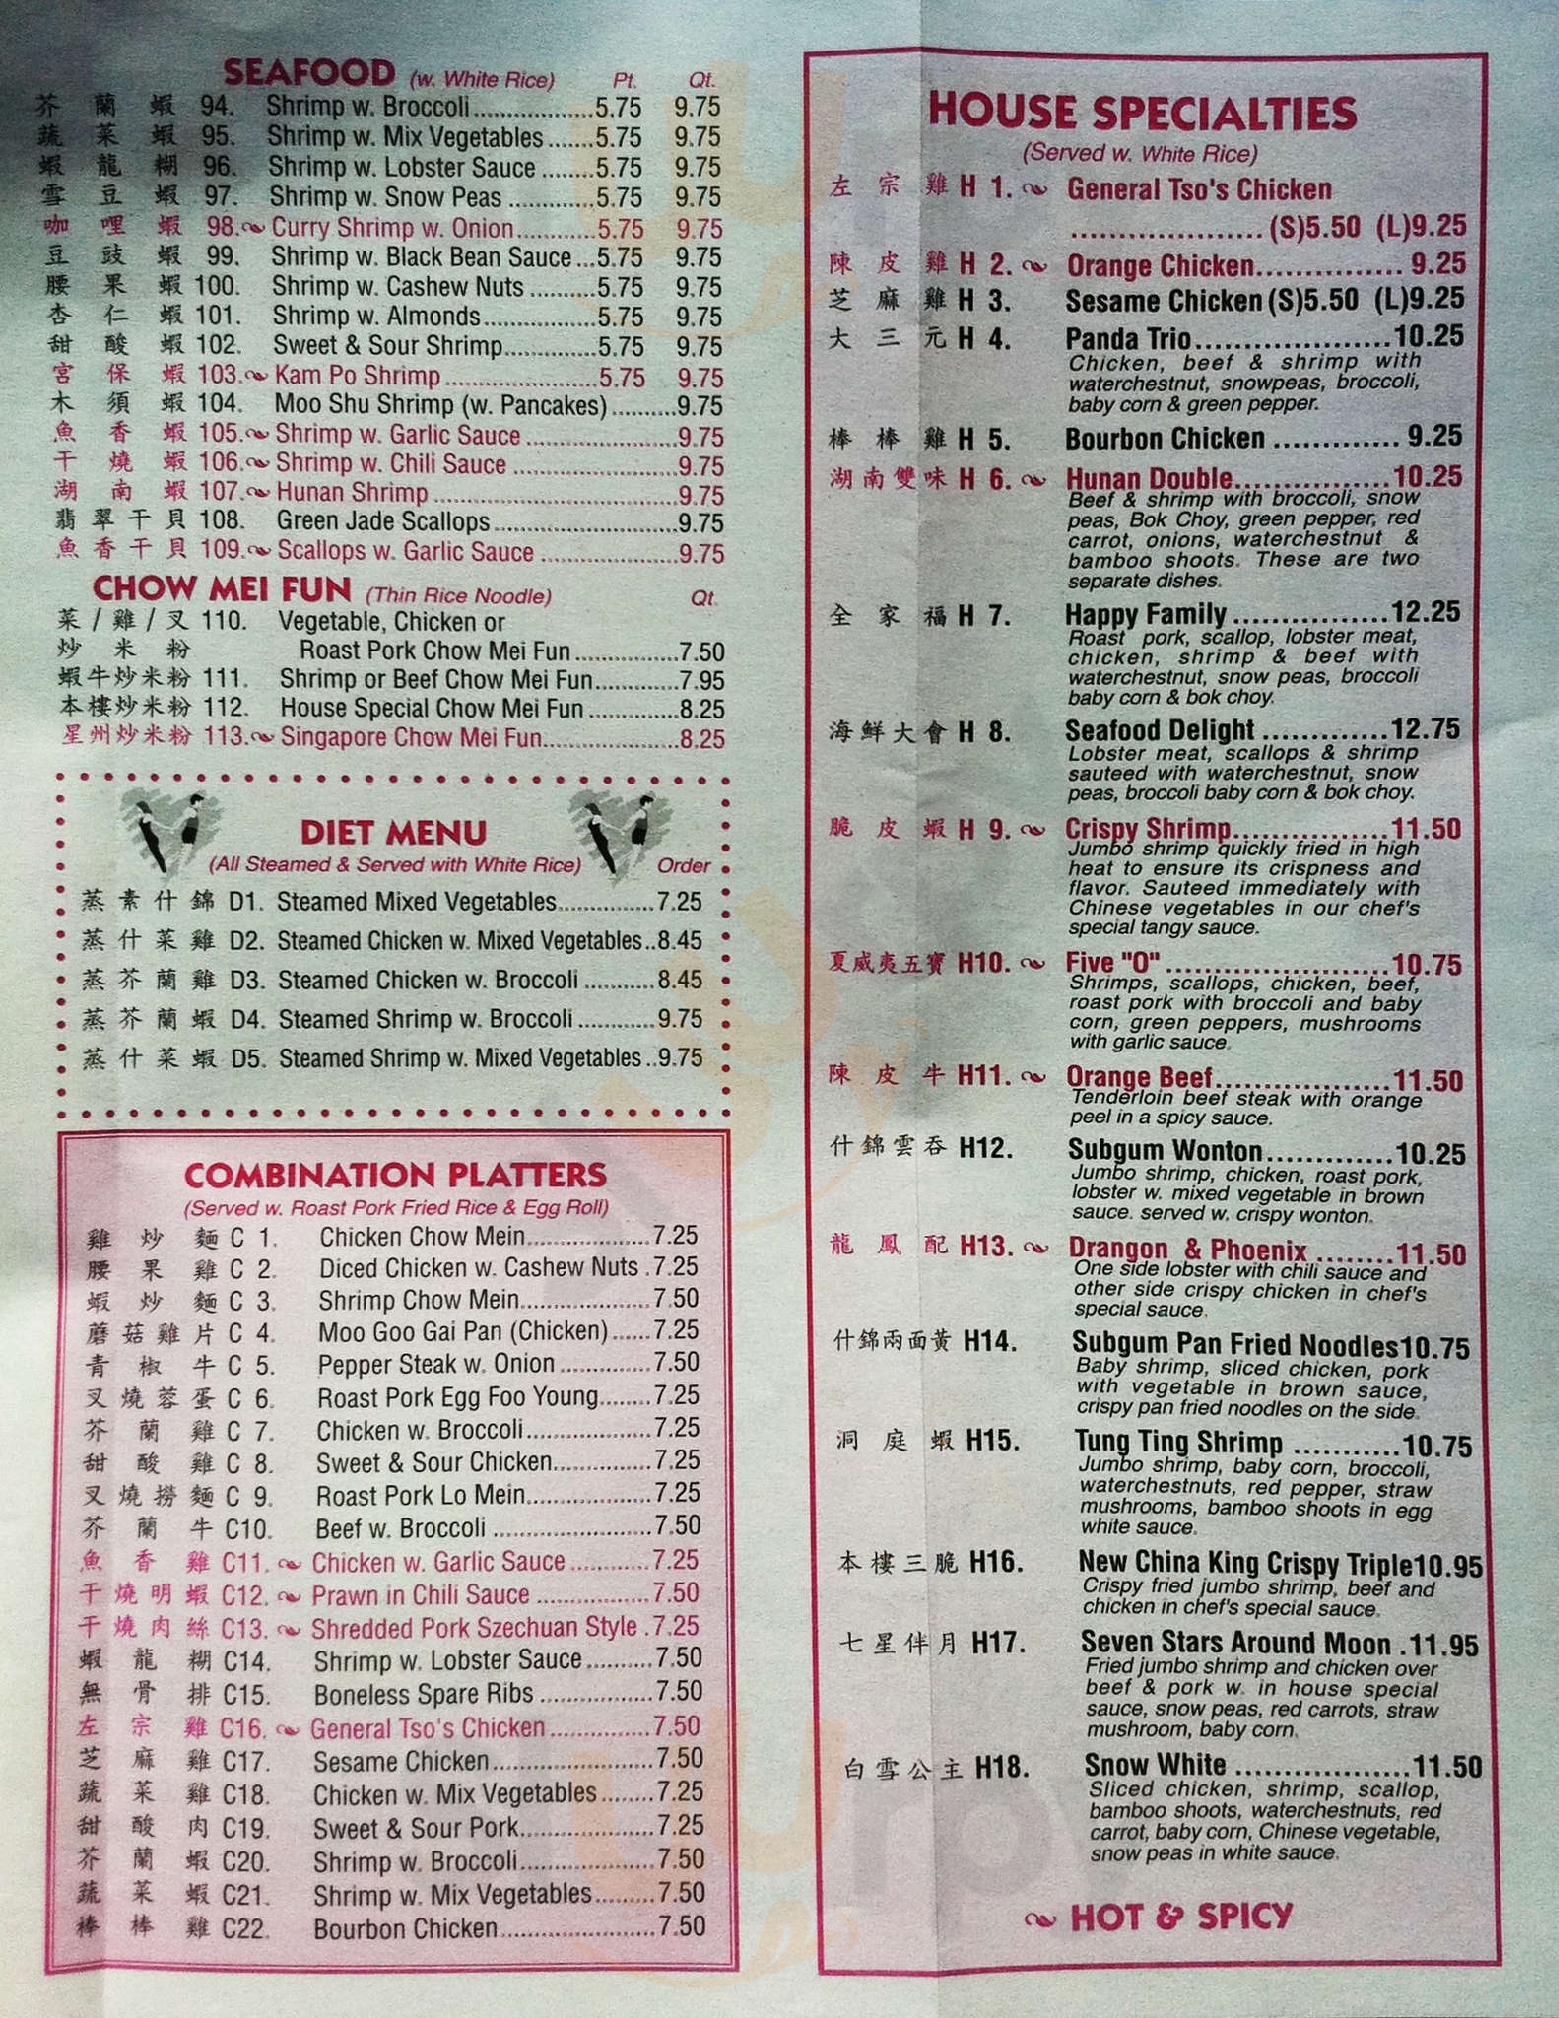 SEAFOOD (w. White Rice) Pt. Qt.
芥蘭蝦 94. Shrimp w. Broccoli....................5.75 9.75
蔬菜蝦 95. Shrimp w. Mix Vegetables.......5.75 9.75
蝦龍糊 96. Shrimp w. Lobster Sauce ........5.75 9.75
雪豆蝦 97. Shrimp w. Snow Peas .............5.75 9.75
咖哩蝦 98. Curry Shrimp w. Onion............5.75 9.75
豆豉蝦 99. Shrimp w. Black Bean Sauce...5.75 9.75
腰果蝦 100. Shrimp w. Cashew Nuts ..........5.75 9.75
杏仁蝦 101. Shrimp w. Almonds.................5.75 9.75
甜酸蝦 102. Sweet & Sour Shrimp..............5.75 9.75
宮保蝦 103. Kam Po Shrimp .......................5.75 9.75
木須蝦 104. Moo Shu Shrimp (w. Pancakes)..........9.75
魚香蝦 105. Shrimp w. Garlic Sauce .......................9.75
干燒蝦 106. Shrimp w. Chili Sauce .........................9.75
湖南蝦 107. Hunan Shrimp .....................................9.75
翡翠干貝 108. Green Jade Scallops............................9.75
魚香干貝 109. Scallops w. Garlic Sauce .....................9.75
CHOW MEI FUN (Thin Rice Noodle) Qt.
菜/雞/叉 110. Vegetable, Chicken or
炒米粉 Roast Pork Chow Mei Fun................7.50
蝦牛炒米粉 111. Shrimp or Beef Chow Mei Fun.............7.95
本樓炒米粉 112. House Special Chow Mei Fun ..............8.25
星州炒米粉 113. Singapore Chow Mei Fun.....................8.25
DIET MENU
(All Steamed & Served with White Rice) Order
蒸素什錦 D1. Steamed Mixed Vegetables................7.25
蒸什菜雞 D2. Steamed Chicken w. Mixed Vegetables..8.45
蒸芥蘭雞 D3. Steamed Chicken w. Broccoli ............8.45
蒸芥蘭蝦 D4. Steamed Shrimp w. Broccoli ............9.75
蒸什菜蝦 D5. Steamed Shrimp w. Mixed Vegetables..9.75
COMBINATION PLATTERS
(Served w. Roast Pork Fried Rice & Egg Roll)
雞炒麵 C 1. Chicken Chow Mein....................7.25
腰果雞 C 2. Diced Chicken w. Cashew Nuts .7.25
蝦炒麵 C 3. Shrimp Chow Mein.....................7.50
蘑菇雞片 C 4. Moo Goo Gai Pan (Chicken)......7.25
青椒牛 C 5. Pepper Steak w. Onion ..............7.50
叉燒蓉蛋 C 6. Roast Pork Egg Foo Young........7.25
芥蘭雞 C 7. Chicken w. Broccoli....................7.25
甜酸雞 C 8. Sweet & Sour Chicken...............7.25
叉燒撈麵 C 9. Roast Pork Lo Mein....................7.25
芥蘭牛 C10. Beef w. Broccoli .........................7.50
魚香雞 C11. Chicken w. Garlic Sauce.............7.25
干燒明蝦 C12. Prawn in Chili Sauce ..................7.50
干燒肉絲 C13. Shredded Pork Szechuan Style .7.25
蝦龍糊 C14. Shrimp w. Lobster Sauce...........7.50
無骨排 C15. Boneless Spare Ribs ..................7.50
左宗雞 C16. General Tso's Chicken ................7.50
芝麻雞 C17. Sesame Chicken.........................7.50
蔬菜雞 C18. Chicken w. Mix Vegetables........7.25
甜酸肉 C19. Sweet & Sour Pork.....................7.25
芥蘭蝦 C20. Shrimp w. Broccoli.....................7.50
蔬菜蝦 C21. Shrimp w. Mix Vegetables.........7.50
棒棒雞 C22. Bourbon Chicken........................7.50
HOUSE SPECIALTIES
(Served w. White Rice)
左宗雞 H 1. General Tso's Chicken
.....................(S)5.50 (L)9.25
陳皮雞 H 2. Orange Chicken................ 9.25
芝麻雞 H 3. Sesame Chicken (S)5.50 (L)9.25
大三元 H 4. Panda Trio.....................10.25
Chicken, beef & shrimp with
waterchestnut, snowpeas, broccoli,
baby corn & green pepper.
棒棒雞 H 5. Bourbon Chicken ............. 9.25
湖南雙味 H 6. Hunan Double.................10.25
Beef & shrimp with broccoli, snow
peas, Bok Choy, green pepper, red
carrot, onions, waterchestnut &
bamboo shoots. These are two
separate dishes.
全家福 H 7. Happy Family .................12.25
Roast pork, scallop, lobster meat,
chicken, shrimp & beef with
waterchestnut, snow peas, broccoli
baby corn & bok choy.
海鮮大會 H 8. Seafood Delight .............12.75
Lobster meat, scallops & shrimp
sauteed with waterchestnut, snow
peas, broccoli baby corn & bok choy.
脆皮蝦 H 9. Crispy Shrimp.................11.50
Jumbo shrimp quickly fried in high
heat to ensure its crispness and
flavor. Sauteed immediately with
Chinese vegetables in our chef's
special tangy sauce.
夏威夷五寶 H10. Five "O".........................10.75
Shrimps, scallops, chicken, beef,
roast pork with broccoli and baby
corn, green peppers, mushrooms
with garlic sauce.
陳皮牛 H11. Orange Beef...................11.50
Tenderloin beef steak with orange
peel in a spicy sauce.
什錦雲吞 H12. Subgum Wonton..............10.25
Jumbo shrimp, chicken, roast pork,
lobster w. mixed vegetable in brown
sauce. served w. crispy wonton.
龍鳳配 H13. Drangon & Phoenix .........11.50
One side lobster with chili sauce and
other side crispy chicken in chef's
special sauce.
什錦兩面黃 H14. Subgum Pan Fried Noodles10.75
Baby shrimp, sliced chicken, pork
with vegetable in brown sauce,
crispy pan fried noodles on the side.
洞庭蝦 H15. Tung Ting Shrimp ...........10.75
Jumbo shrimp, baby corn, broccoli,
waterchestnuts, red pepper, straw
mushrooms, bamboo shoots in egg
white sauce.
本樓三脆 H16. New China King Crispy Triple10.95
Crispy fried jumbo shrimp, beef and
chicken in chef's special sauce.
七星伴月 H17. Seven Stars Around Moon .11.95
Fried jumbo shrimp and chicken over
beef & pork w. in house special
sauce, snow peas, red carrots, straw
mushroom, baby corn.
白雪公主 H18. Snow White ...................11.50
Sliced chicken, shrimp, scallop,
bamboo shoots, waterchestnuts, red
carrot, baby corn, Chinese vegetable,
snow peas in white sauce.
HOT & SPICY